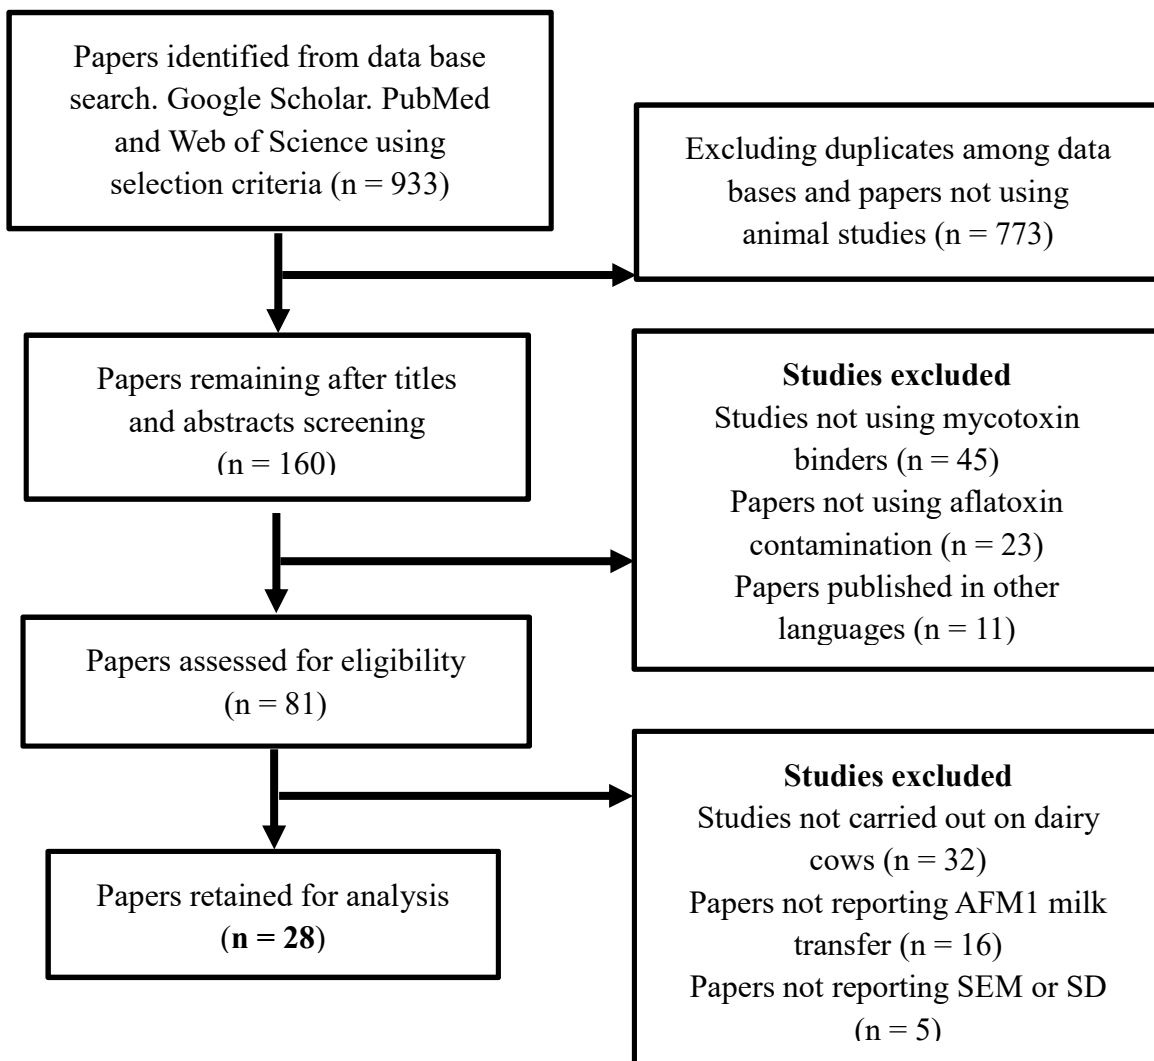 Papers identified from data base
search. Google Scholar. PubMed
and Web of Science using
selection criteria (n = 933)
Excluding duplicates among data
bases and papers not using
animal studies (n = 773)
Papers remaining after titles
and abstracts screening
(n = 160)
Studies excluded
Studies not using mycotoxin
binders (n = 45)
Papers not using aflatoxin
contamination (n = 23)
Papers published in other
languages (n = 11)
Papers assessed for eligibility
(n = 81)
Studies excluded
Studies not carried out on dairy
cows (n = 32)
Papers not reporting AFM1 milk
transfer (n = 16)
Papers not reporting SEM or SD
(n = 5)
Papers retained for analysis
(n = 28)